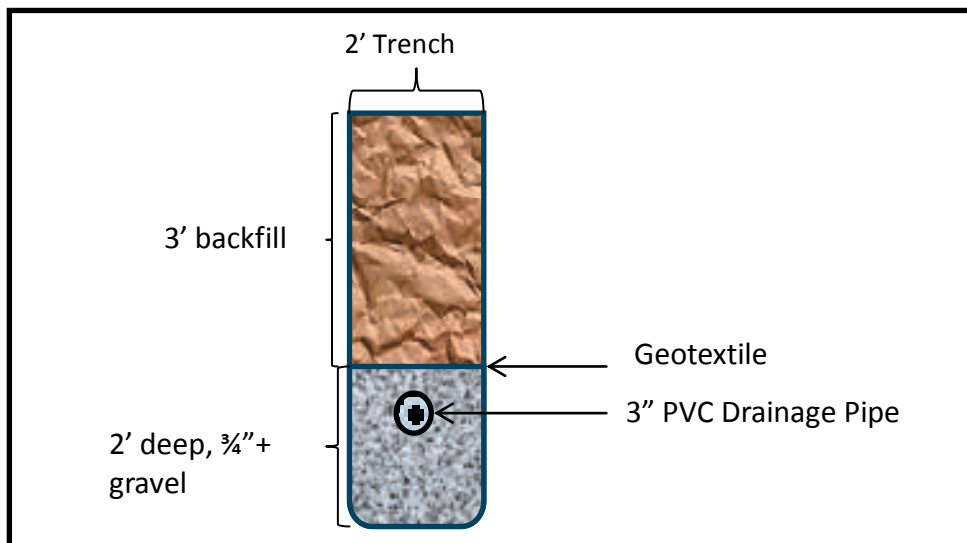 2’ Trench
3’ backfill
Geotextile
3” PVC Drainage Pipe
2’ deep, ¾”+
gravel